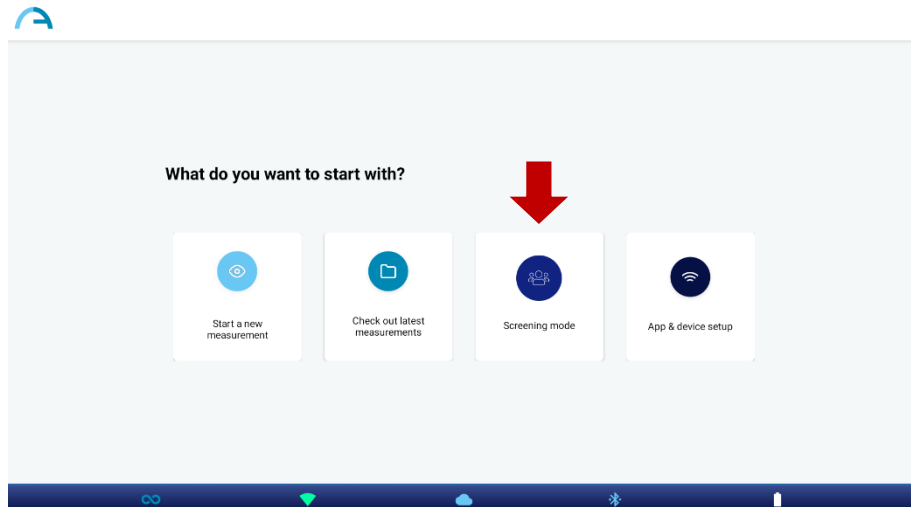 What do you want to start with?
Start a new
measurement
Check out latest
measurements
Screening mode
App & device setup